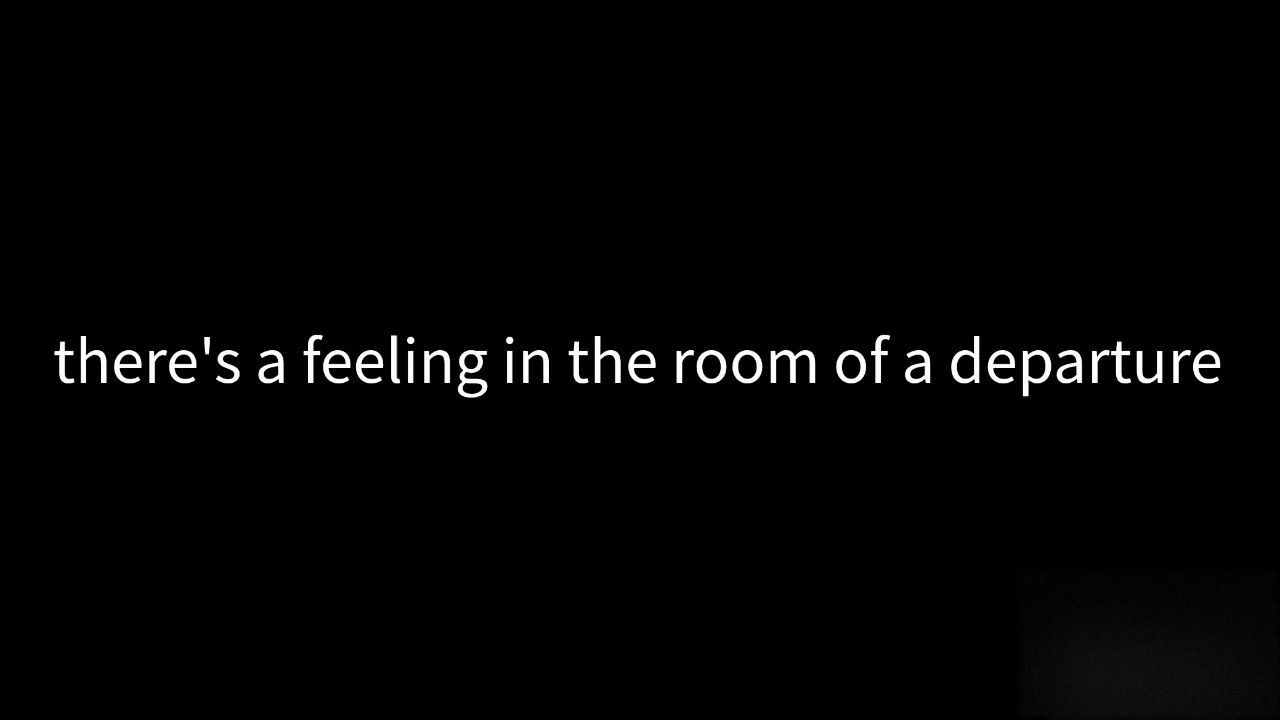 there's a feeling in the room of a departure